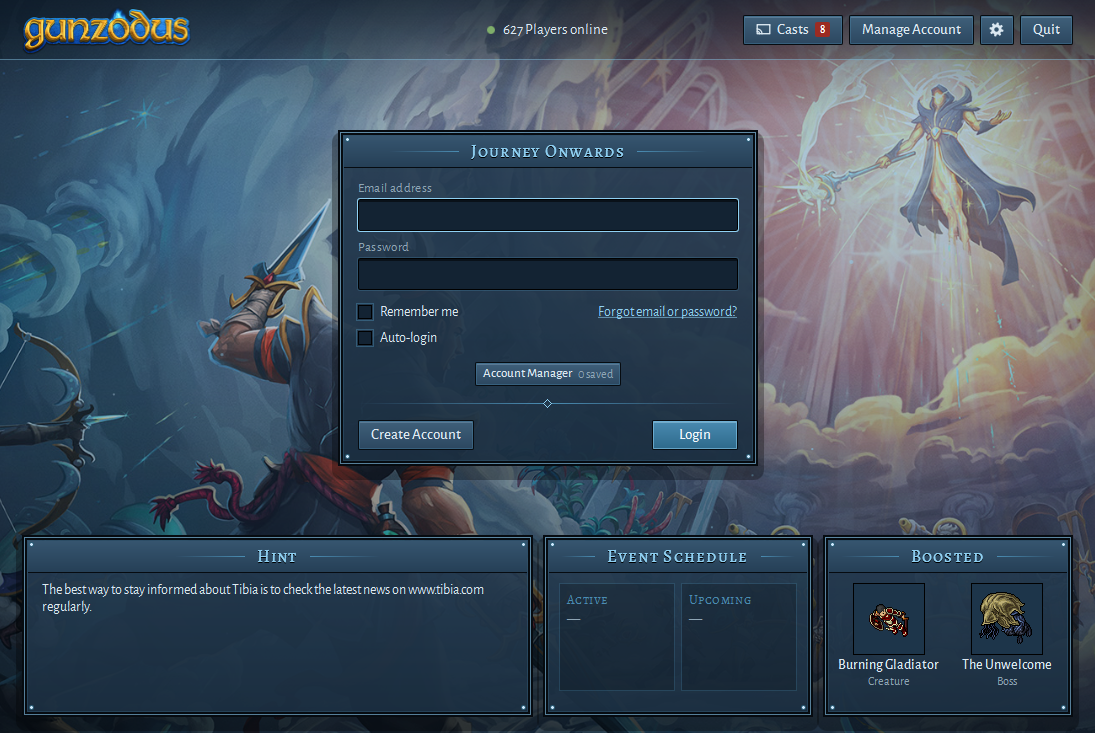 gunzodus
627 Players online
Casts 8
Manage Account
Quit
Journey Onwards
Email address
Password
Remember me
Forgot email or password?
Auto-login
Account Manager 0 saved
Create Account
Login
Hint
The best way to stay informed about Tibia is to check the latest news on www.tibia.com
regularly.
Event Schedule
Active
—
Upcoming
—
Boosted
Burning Gladiator
Creature
The Unwelcome
Boss